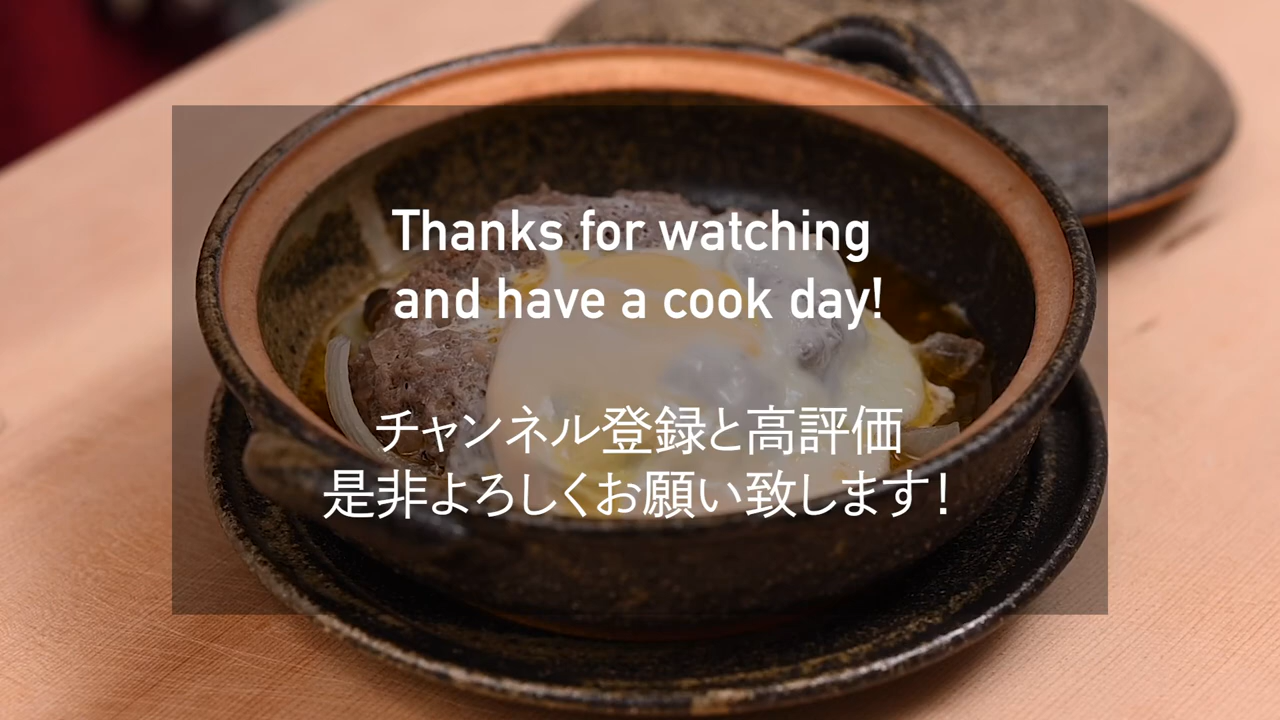 Thanks for watching
and have a cook day!
チャンネル登録と高評価
是非よろしくお願い致します！